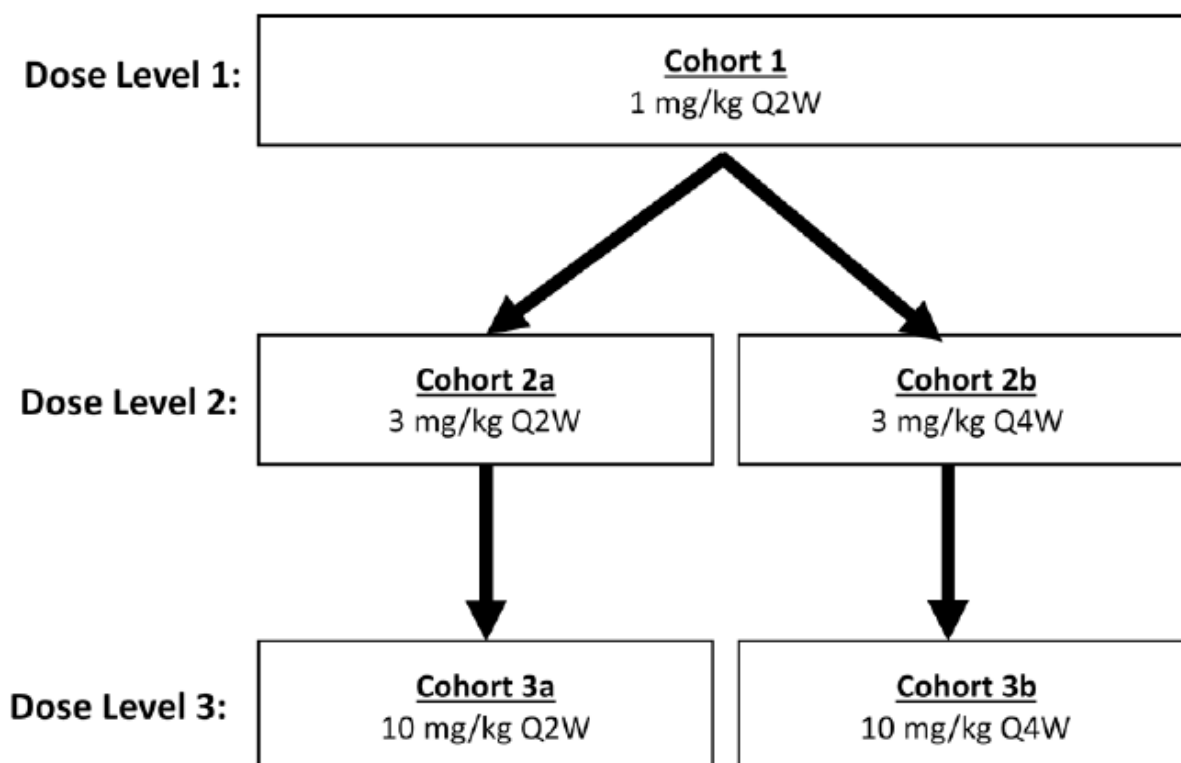 Dose Level 1:
Cohort 1
1 mg/kg Q2W
Dose Level 2:
Cohort 2a
3 mg/kg Q2W
Cohort 2b
3 mg/kg Q4W
Dose Level 3:
Cohort 3a
10 mg/kg Q2W
Cohort 3b
10 mg/kg Q4W